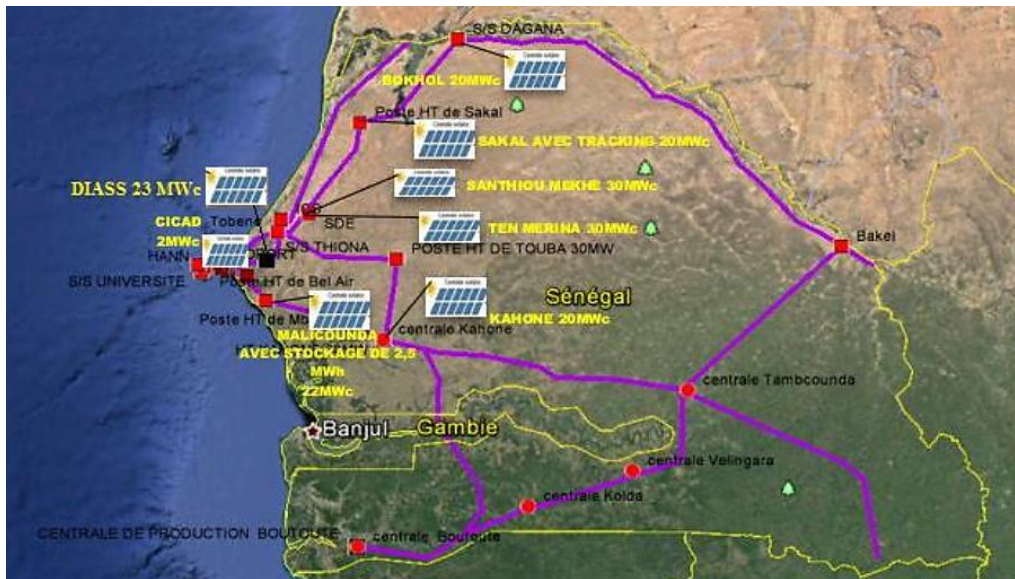 S/S DAGANA
BOKHOL 20MWc
Poste HT de Sakal
SAKAL AVEC TRACKING 20MWc
DIASS 23 MWc
SANTHIOU MEKHE 30MWc
CICAD
Tobene
SDE
TEN MERINA 30MWc
2MWc
S/S THIONA
POSTE HT DE TOUBA 30MW
Bakel
HANN
S/S UNIVERSITE
Poste HT de Bel Air
Sénégal
Poste HT de
KAHONE 20MWc
centrale Kahone
MALICOUNDA
AVEC STOCKAGE DE 2,5
MWh
22MWc
centrale Tambcounda
Banjul
Gambie
centrale Velingara
centrale Kolda
CENTRALE DE PRODUCTION BOUTOUTE
centrale Boutoute